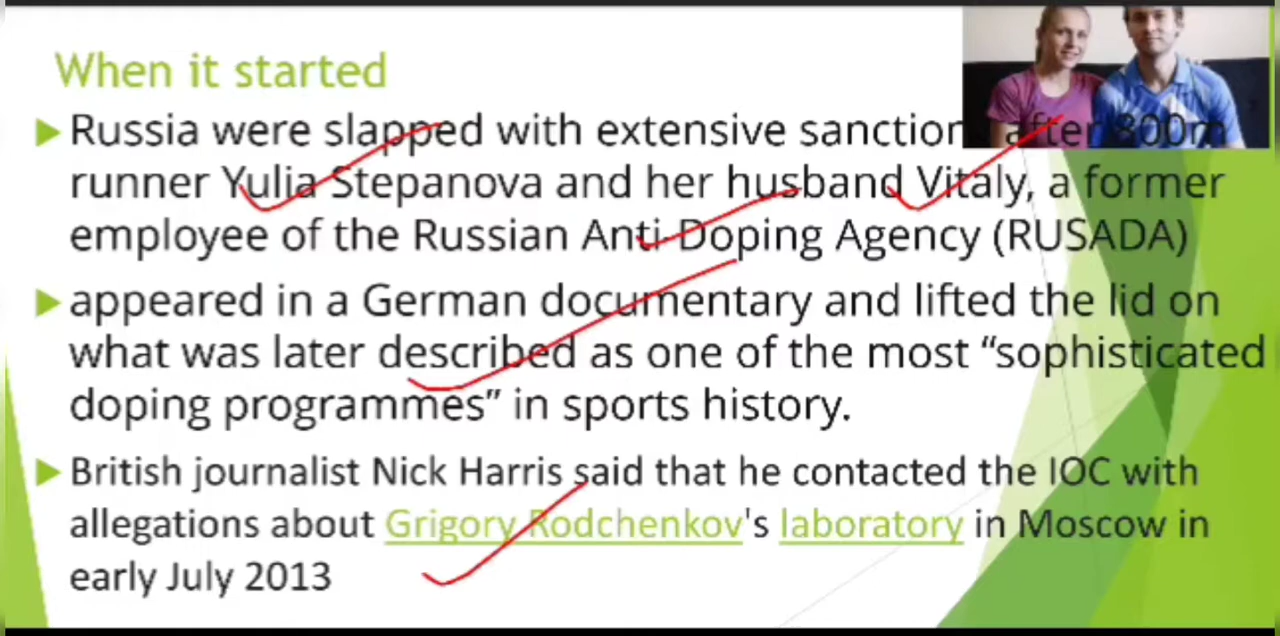 When it started
Russia were slapped with extensive sanctions after 800m
runner Yulia Stepanova and her husband Vitaly, a former
employee of the Russian Anti-Doping Agency (RUSADA)
appeared in a German documentary and lifted the lid on
what was later described as one of the most “sophisticated
doping programmes” in sports history.
British journalist Nick Harris said that he contacted the IOC with
allegations about Grigory Rodchenkov's laboratory in Moscow in
early July 2013